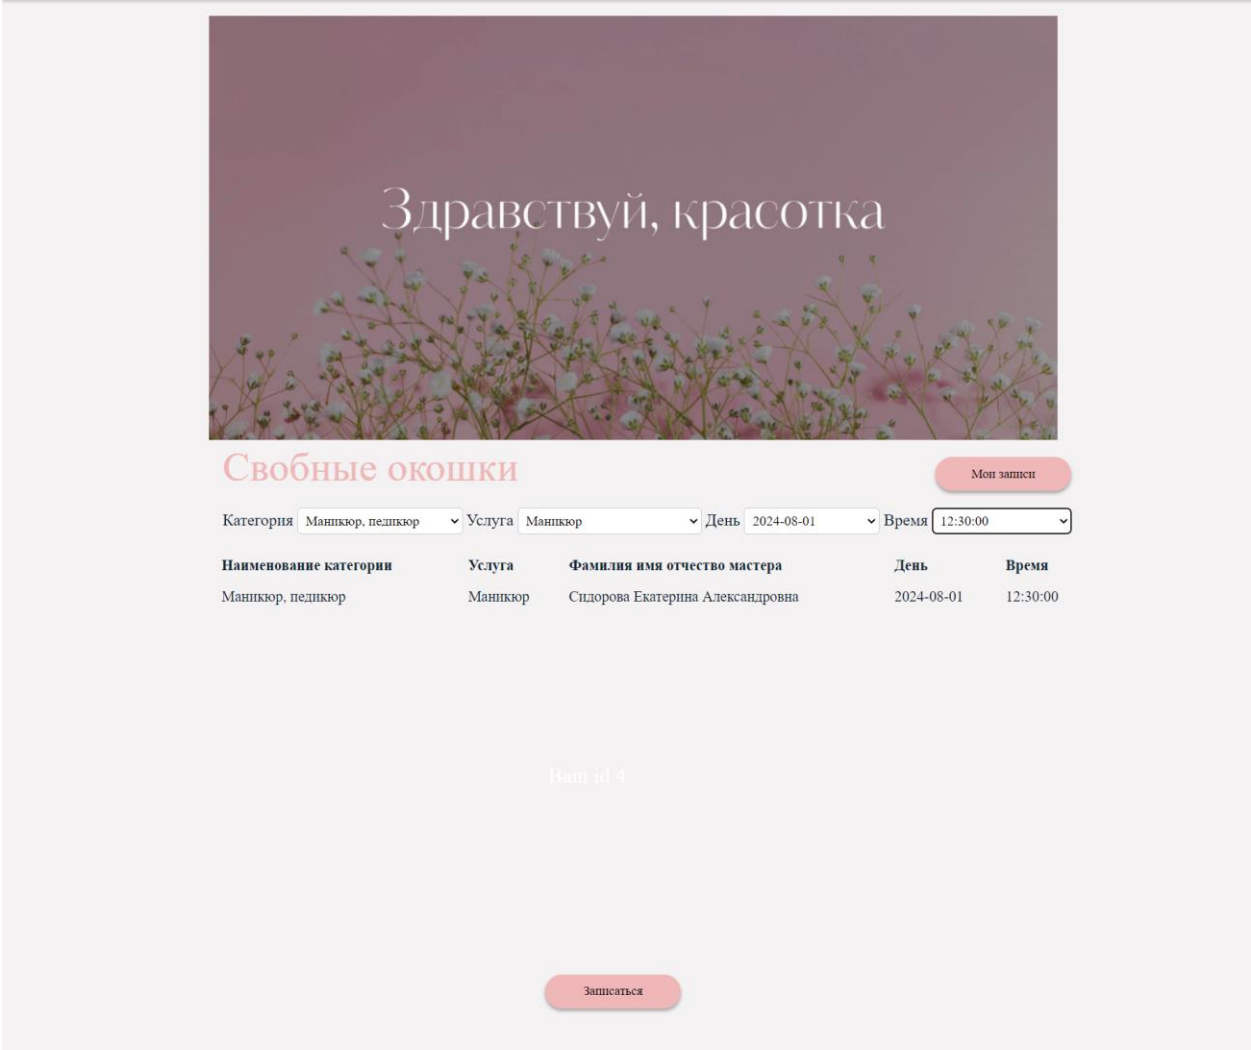 Здравствуй, красотка
Свобные окошки
Мои записи
Категория Маникюр, педикюр Услуга Маникюр День 2024-08-01 Время 12:30:00
Наименование категории Услуга Фамилия имя отчество мастера День Время
Маникюр, педикюр Маникюр Сидорова Екатерина Александровна 2024-08-01 12:30:00
Ваш id 4
Записаться